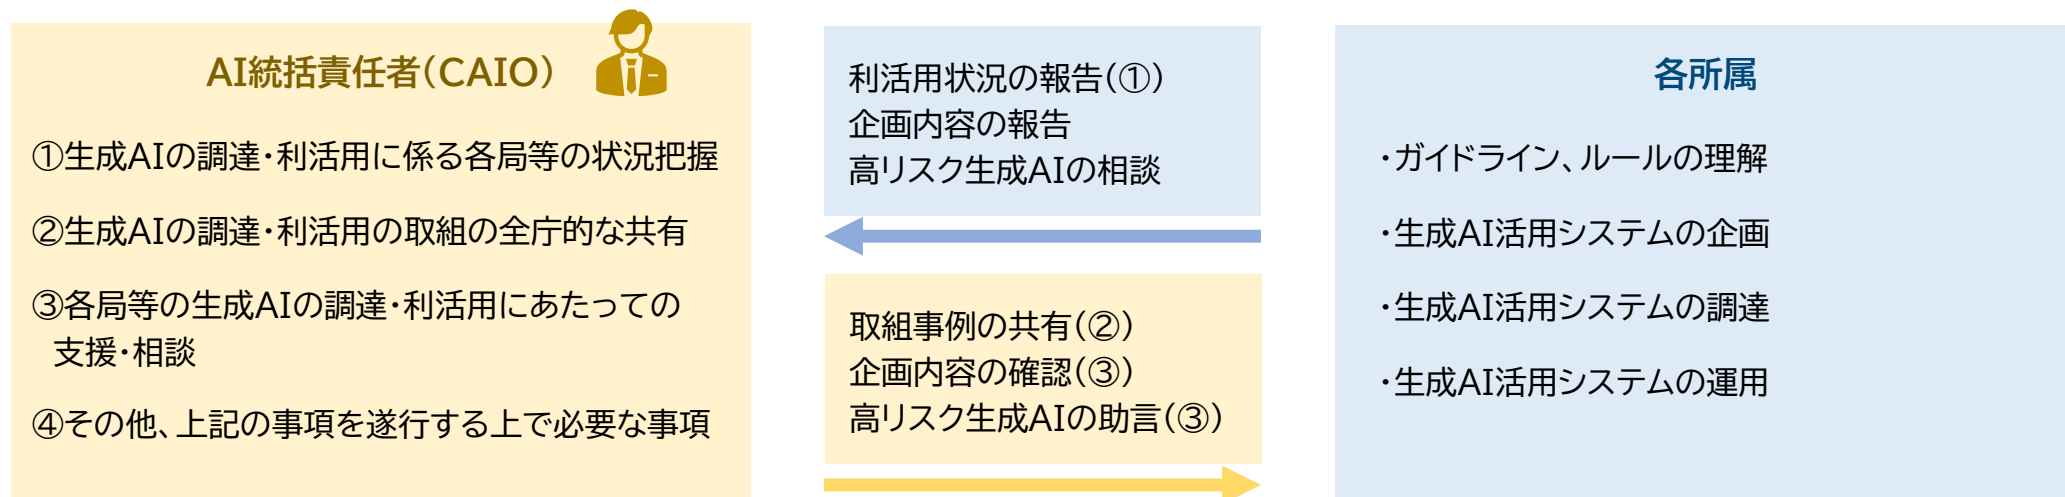 AI統括責任者(CAIO)
①生成AIの調達・利活用に係る各局等の状況把握
②生成AIの調達・利活用の取組の全庁的な共有
③各局等の生成AIの調達・利活用にあたっての
支援・相談
④その他、上記の事項を遂行する上で必要な事項
利活用状況の報告(①)
企画内容の報告
高リスク生成AIの相談
取組事例の共有(②)
企画内容の確認(③)
高リスク生成AIの助言(③)
各所属
・ガイドライン、ルールの理解
・生成AI活用システムの企画
・生成AI活用システムの調達
・生成AI活用システムの運用